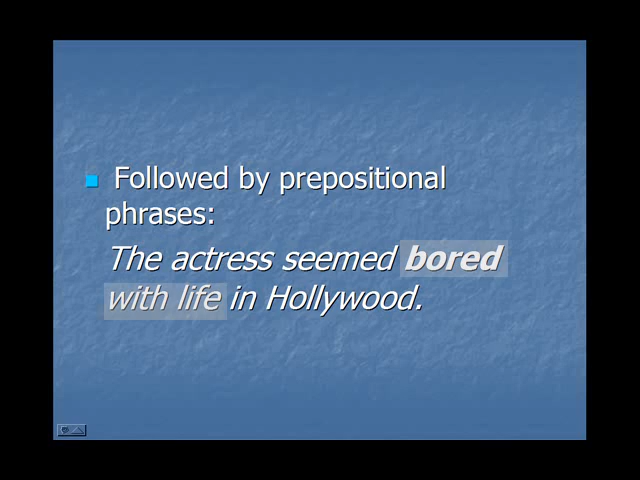 Followed by prepositional
phrases:
The actress seemed bored
with life in Hollywood.